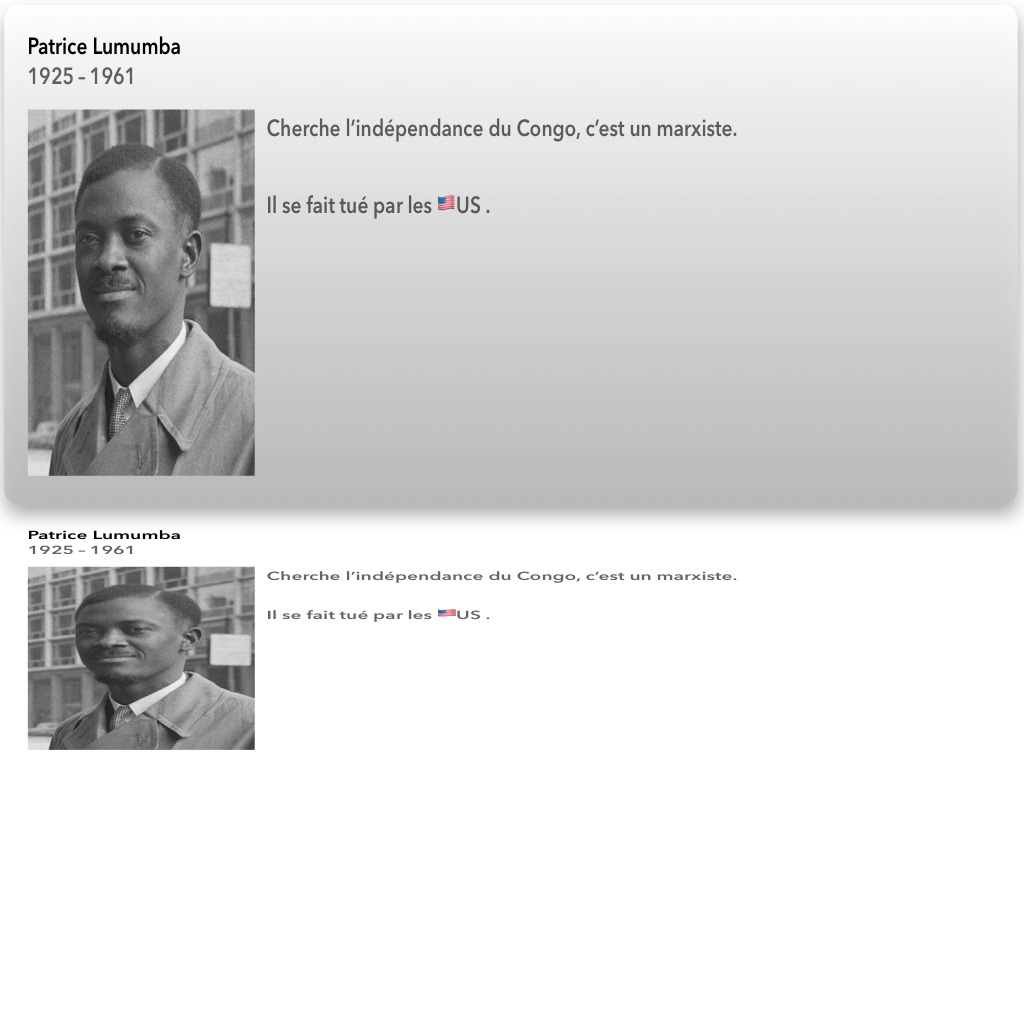 Patrice Lumumba
1925 – 1961
Cherche l’indépendance du Congo, c’est un marxiste.
Il se fait tué par les 🇺🇸US .
Patrice Lumumba
1925 – 1961
Cherche l’indépendance du Congo, c’est un marxiste.
Il se fait tué par les 🇺🇸US .